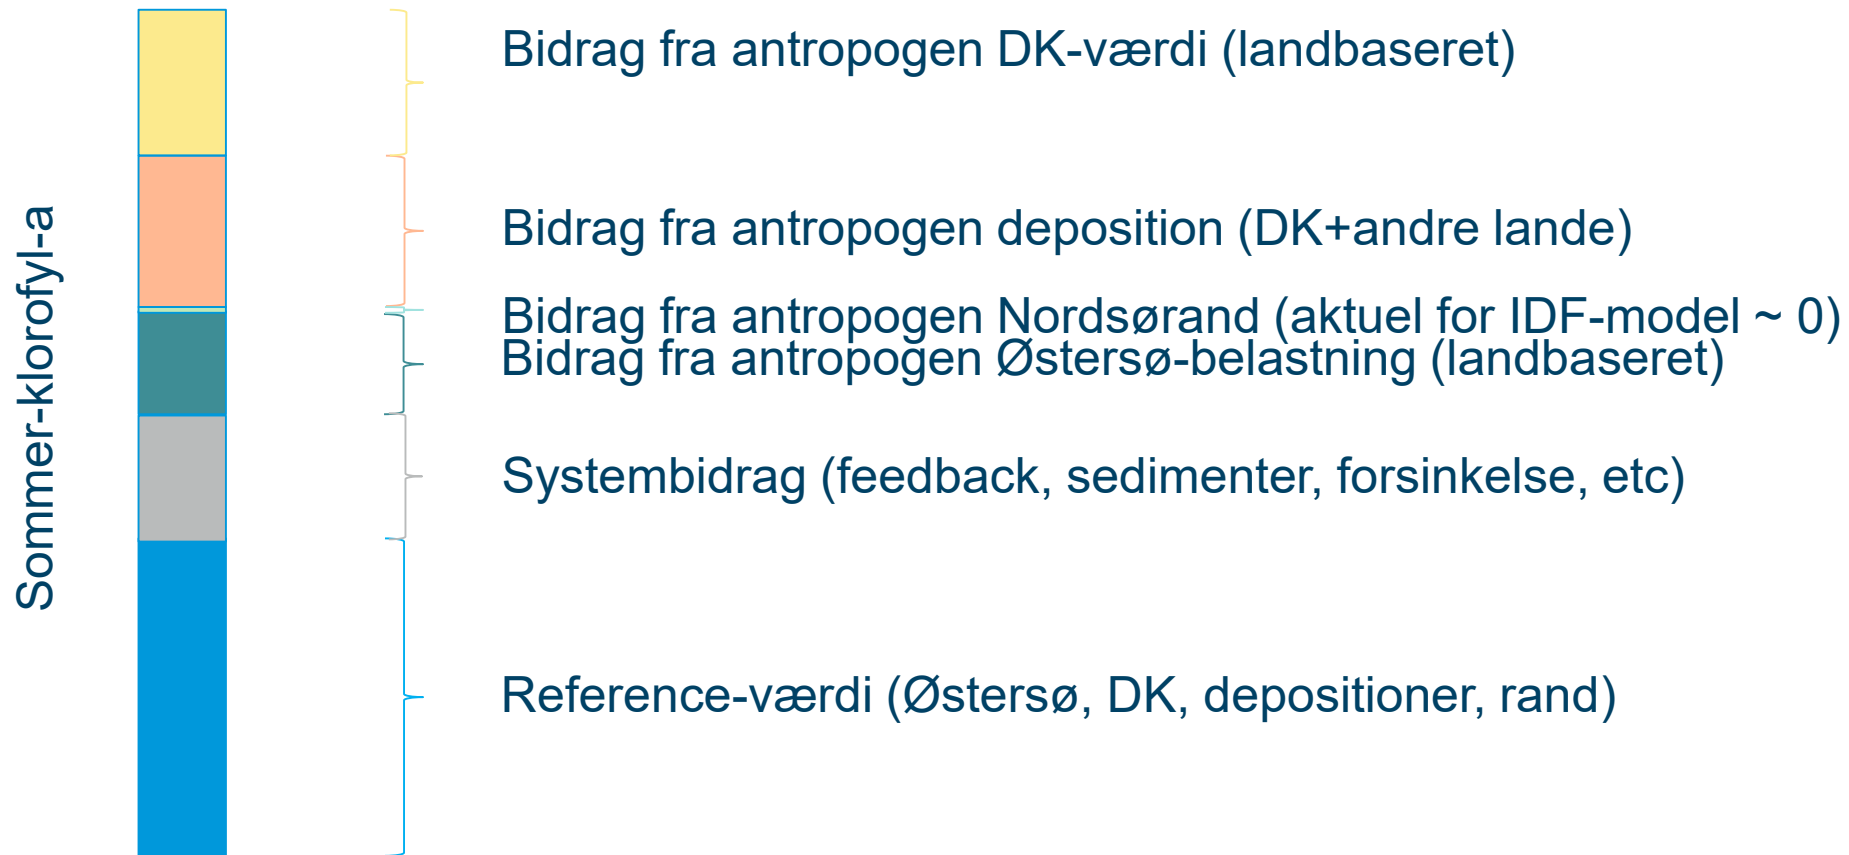 Sommer-klorofyl-a
Bidrag fra antropogen DK-værdi (landbaseret)
Bidrag fra antropogen deposition (DK+andre lande)
Bidrag fra antropogen Nordsørand (aktuel for IDF-model ~ 0)
Bidrag fra antropogen Østersø-belastning (landbaseret)
Systembidrag (feedback, sedimenter, forsinkelse, etc)
Reference-værdi (Østersø, DK, depositioner, rand)